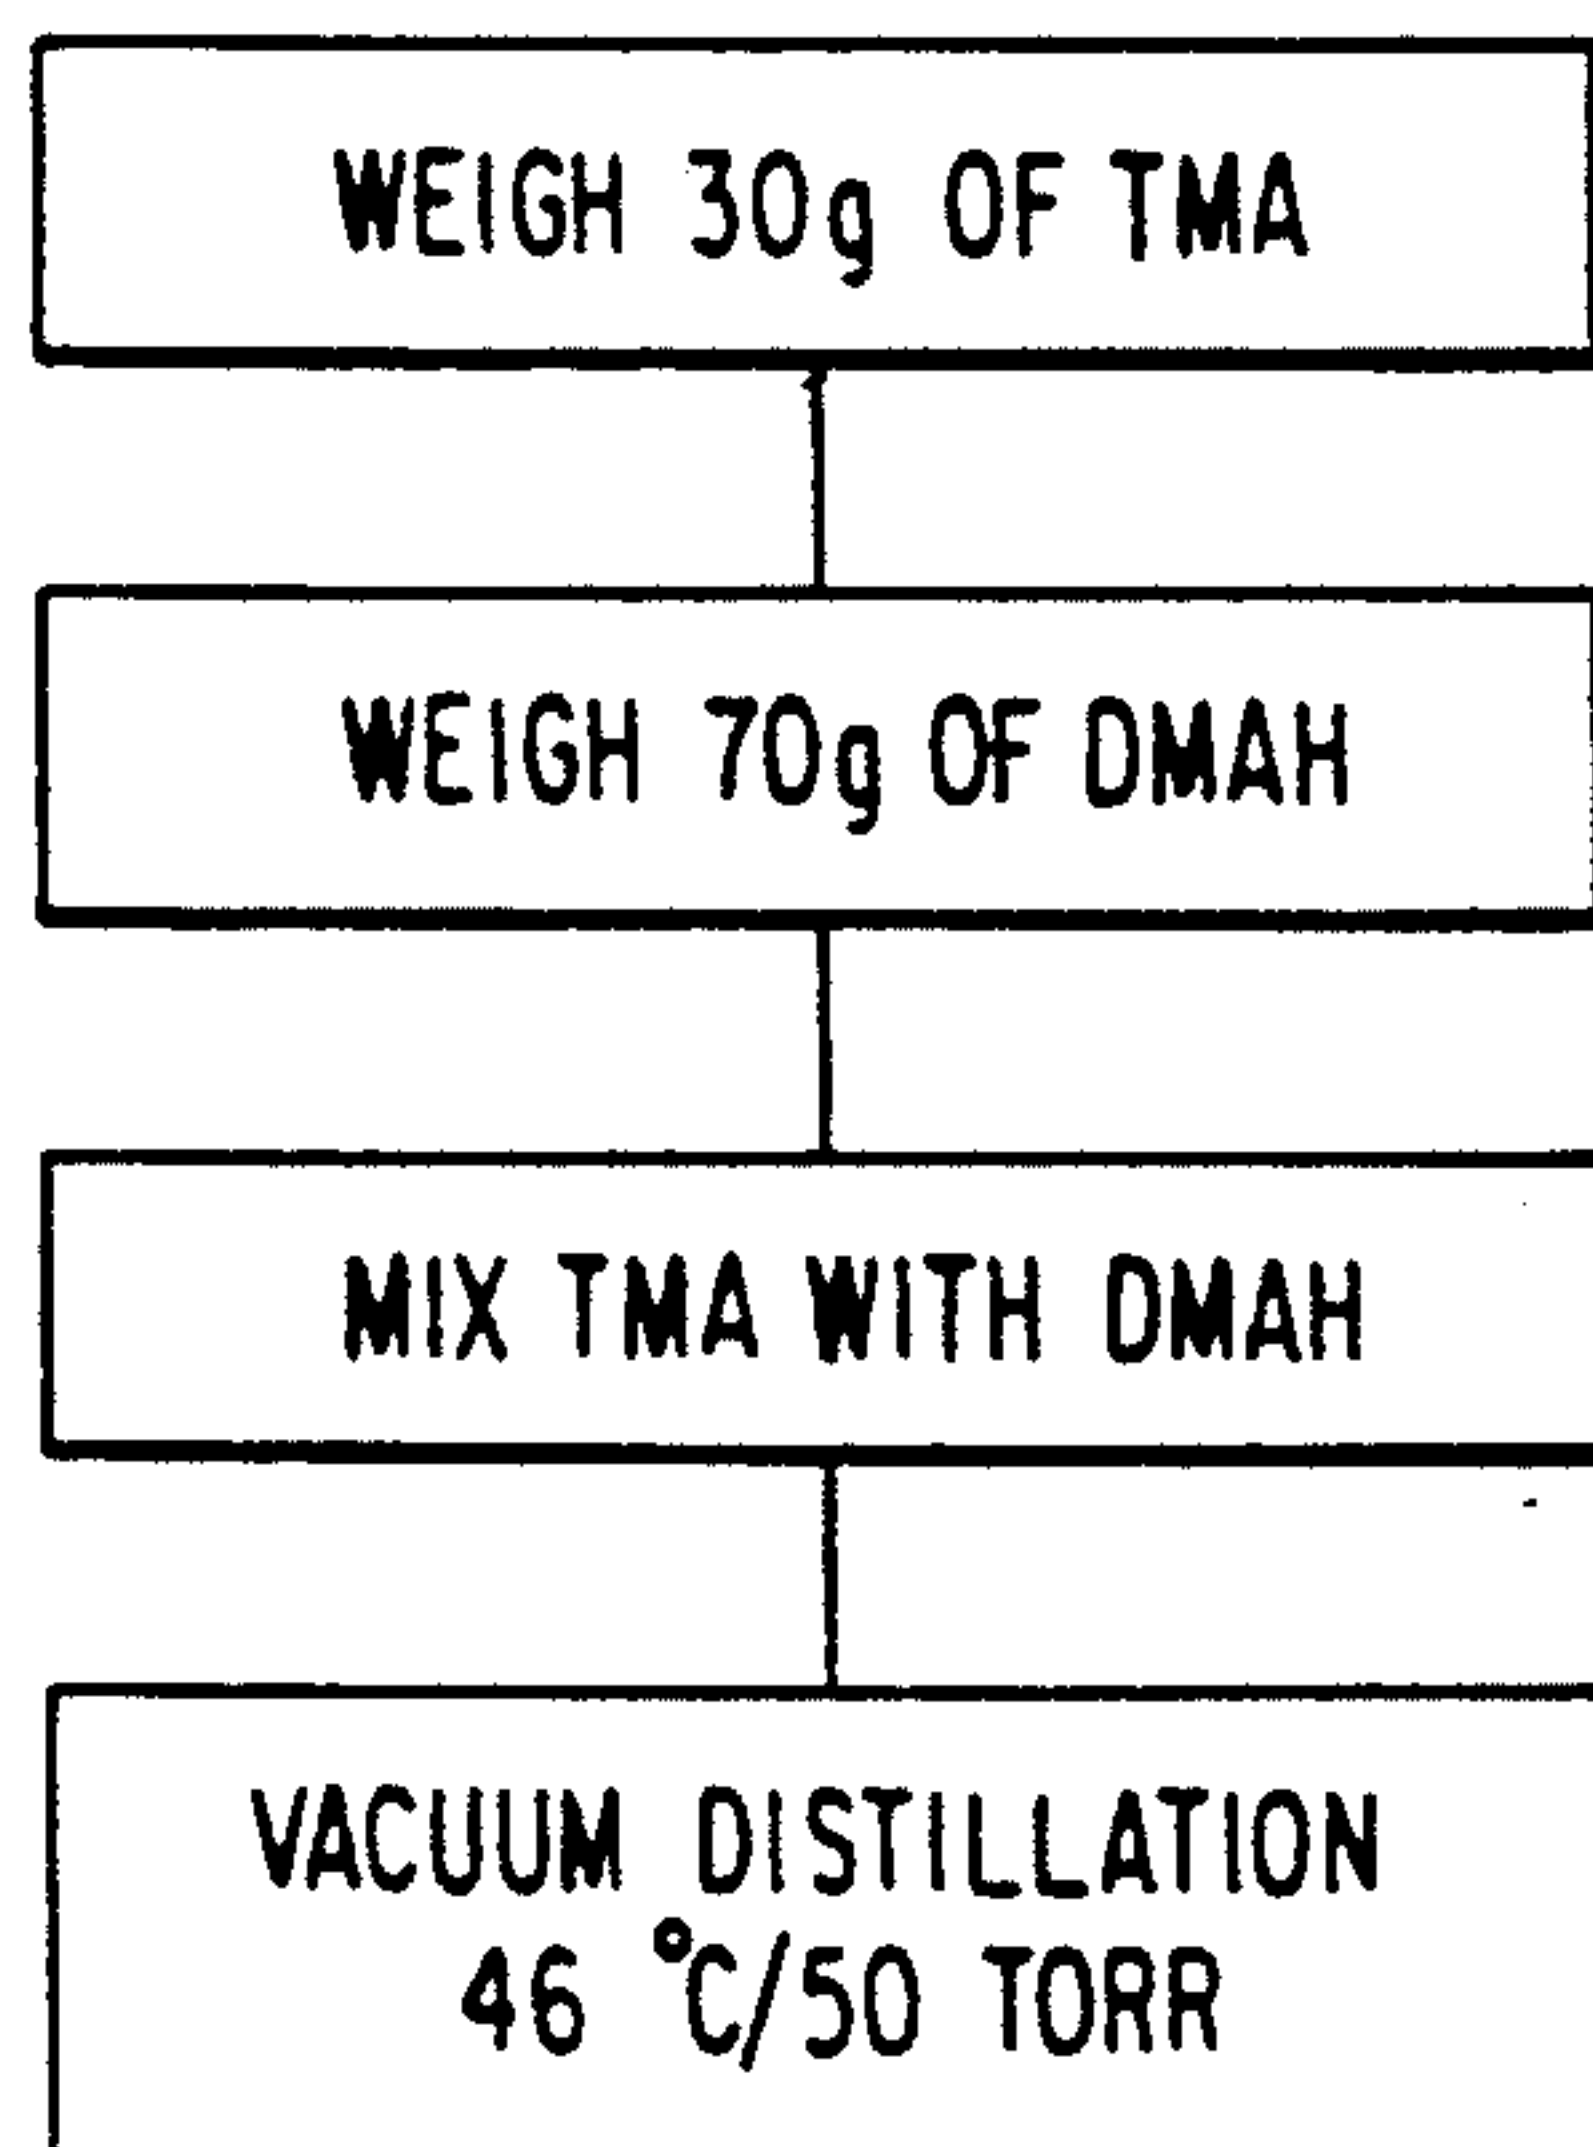 WEIGH 30g OF TMA
WEIGH 70g OF DMAH
MIX TMA WITH DMAH
VACUUM DISTILLATION
46 °C/50 TORR